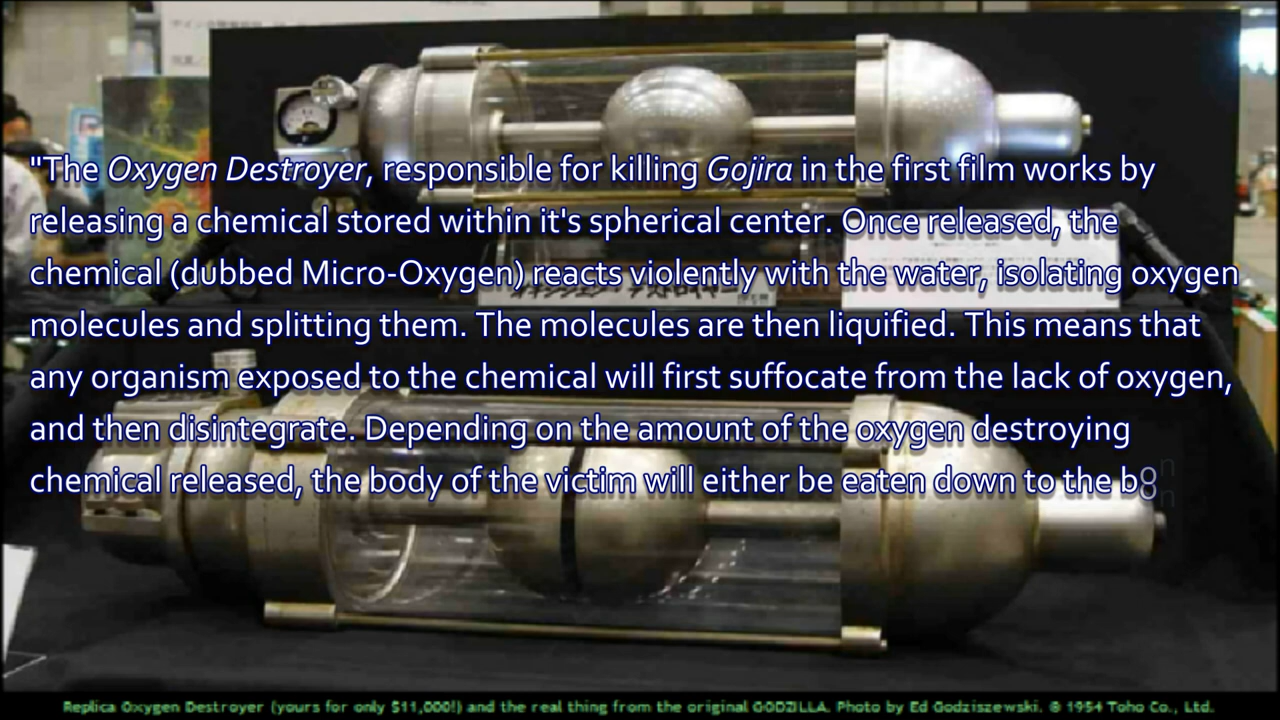 "The Oxygen Destroyer, responsible for killing Gojira in the first film works by
releasing a chemical stored within it's spherical center. Once released, the
chemical (dubbed Micro-Oxygen) reacts violently with the water, isolating oxygen
molecules and splitting them. The molecules are then liquified. This means that
any organism exposed to the chemical will first suffocate from the lack of oxygen,
and then disintegrate. Depending on the amount of the oxygen destroying
chemical released, the body of the victim will either be eaten down to the b
Replica Oxygen Destroyer (yours for only $11,000!) and the real thing from the original GODZILLA. Photo by Ed Godziszewski. © 1954 Toho Co., Ltd.